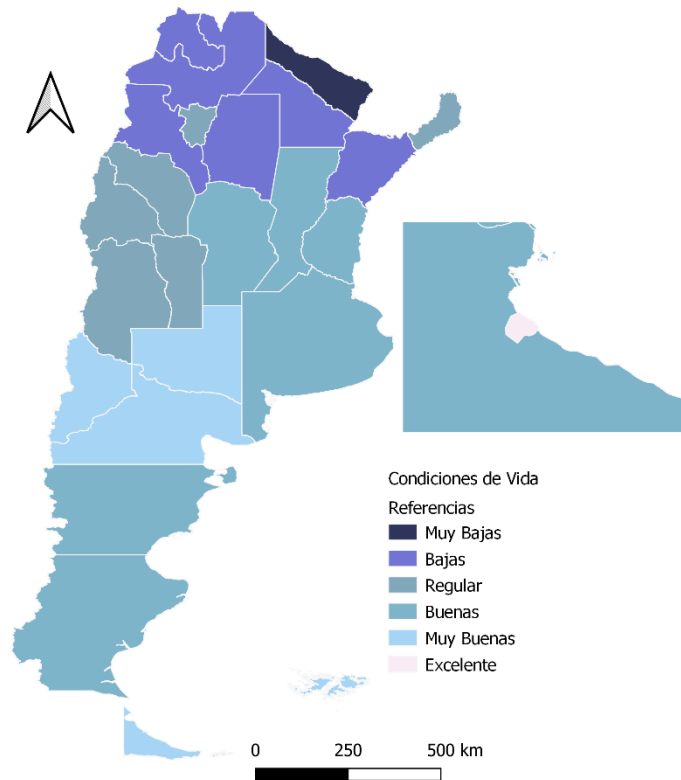 Condiciones de Vida
Referencias
Muy Bajas
Bajas
Regular
Buenas
Muy Buenas
Excelente
0 250 500 km